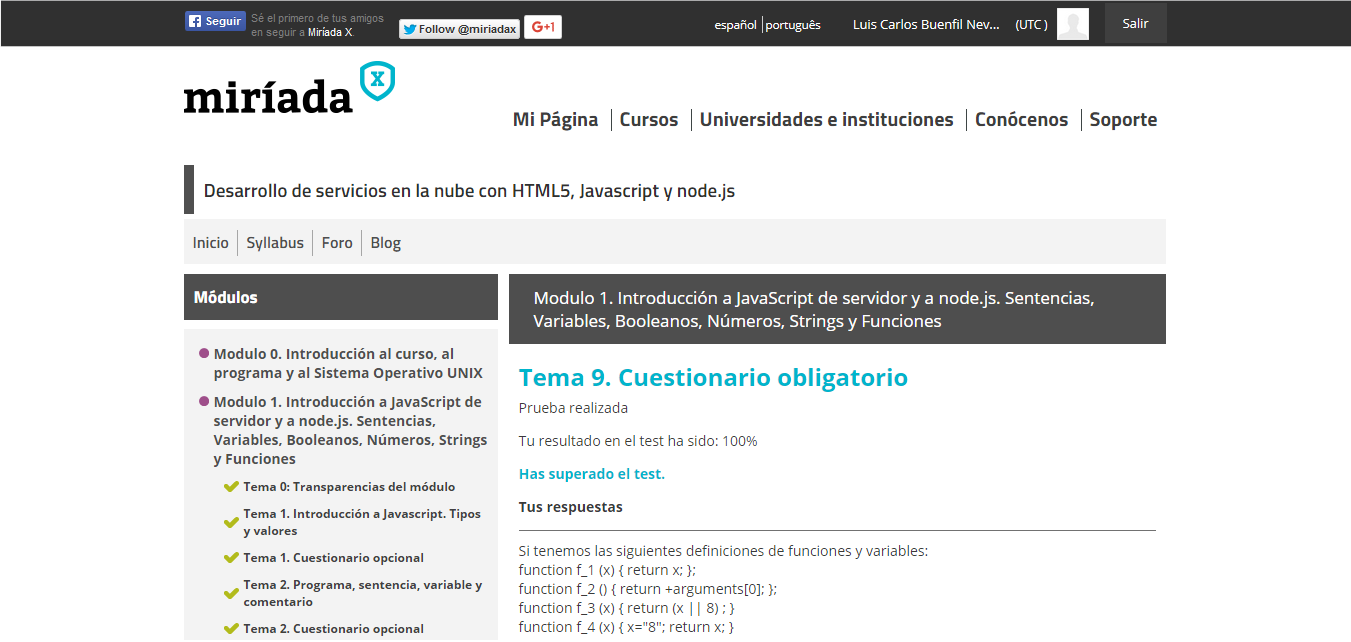 Seguir
Sé el primero de tus amigos
en seguir a Miríada X.
Follow @miriadax
G+1
español
português
Luis Carlos Buenfil Nev...
(UTC )
Salir
miríada
X
Mi Página
Cursos
Universidades e instituciones
Conócenos
Soporte
Desarrollo de servicios en la nube con HTML5, Javascript y node.js
Inicio
Syllabus
Foro
Blog
Módulos
Modulo 0. Introducción al curso, al
programa y al Sistema Operativo UNIX
Modulo 1. Introducción a JavaScript de
servidor y a node.js. Sentencias,
Variables, Booleanos, Números, Strings
y Funciones
Tema 0: Transparencias del módulo
Tema 1. Introducción a Javascript. Tipos
y valores
Tema 1. Cuestionario opcional
Tema 2. Programa, sentencia, variable y
comentario
Tema 2. Cuestionario opcional
Modulo 1. Introducción a JavaScript de servidor y a node.js. Sentencias,
Variables, Booleanos, Números, Strings y Funciones
Tema 9. Cuestionario obligatorio
Prueba realizada
Tu resultado en el test ha sido: 100%
Has superado el test.
Tus respuestas
Si tenemos las siguientes definiciones de funciones y variables:
function f_1 (x) { return x; };
function f_2 () { return +arguments[0]; };
function f_3 (x) { return (x || 8) ; }
function f_4 (x) { x="8"; return x; }